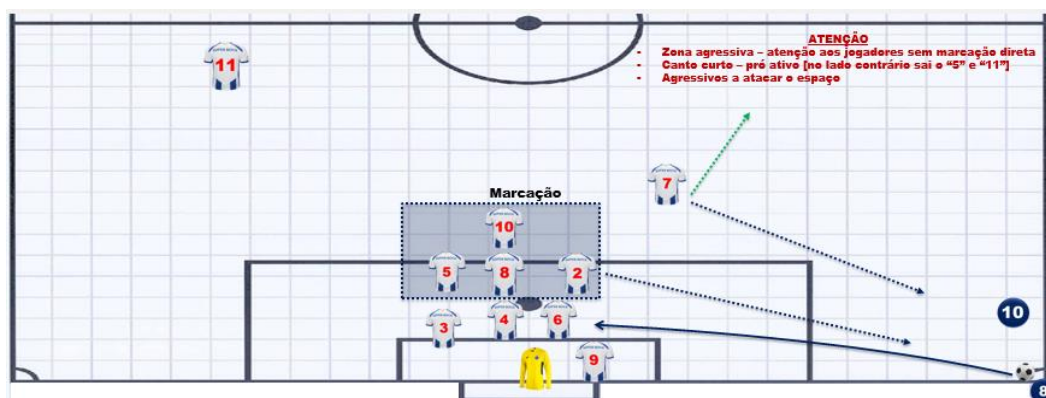 ATENÇÃO
- Zona agressiva – atenção aos jogadores sem marcação direta
- Canto curto – pró ativo [no lado contrário sai o “5” e “11”]
- Agressivos a atacar o espaço
11
7
Marcação
10
5 8 2
10
3 4 6
9
8